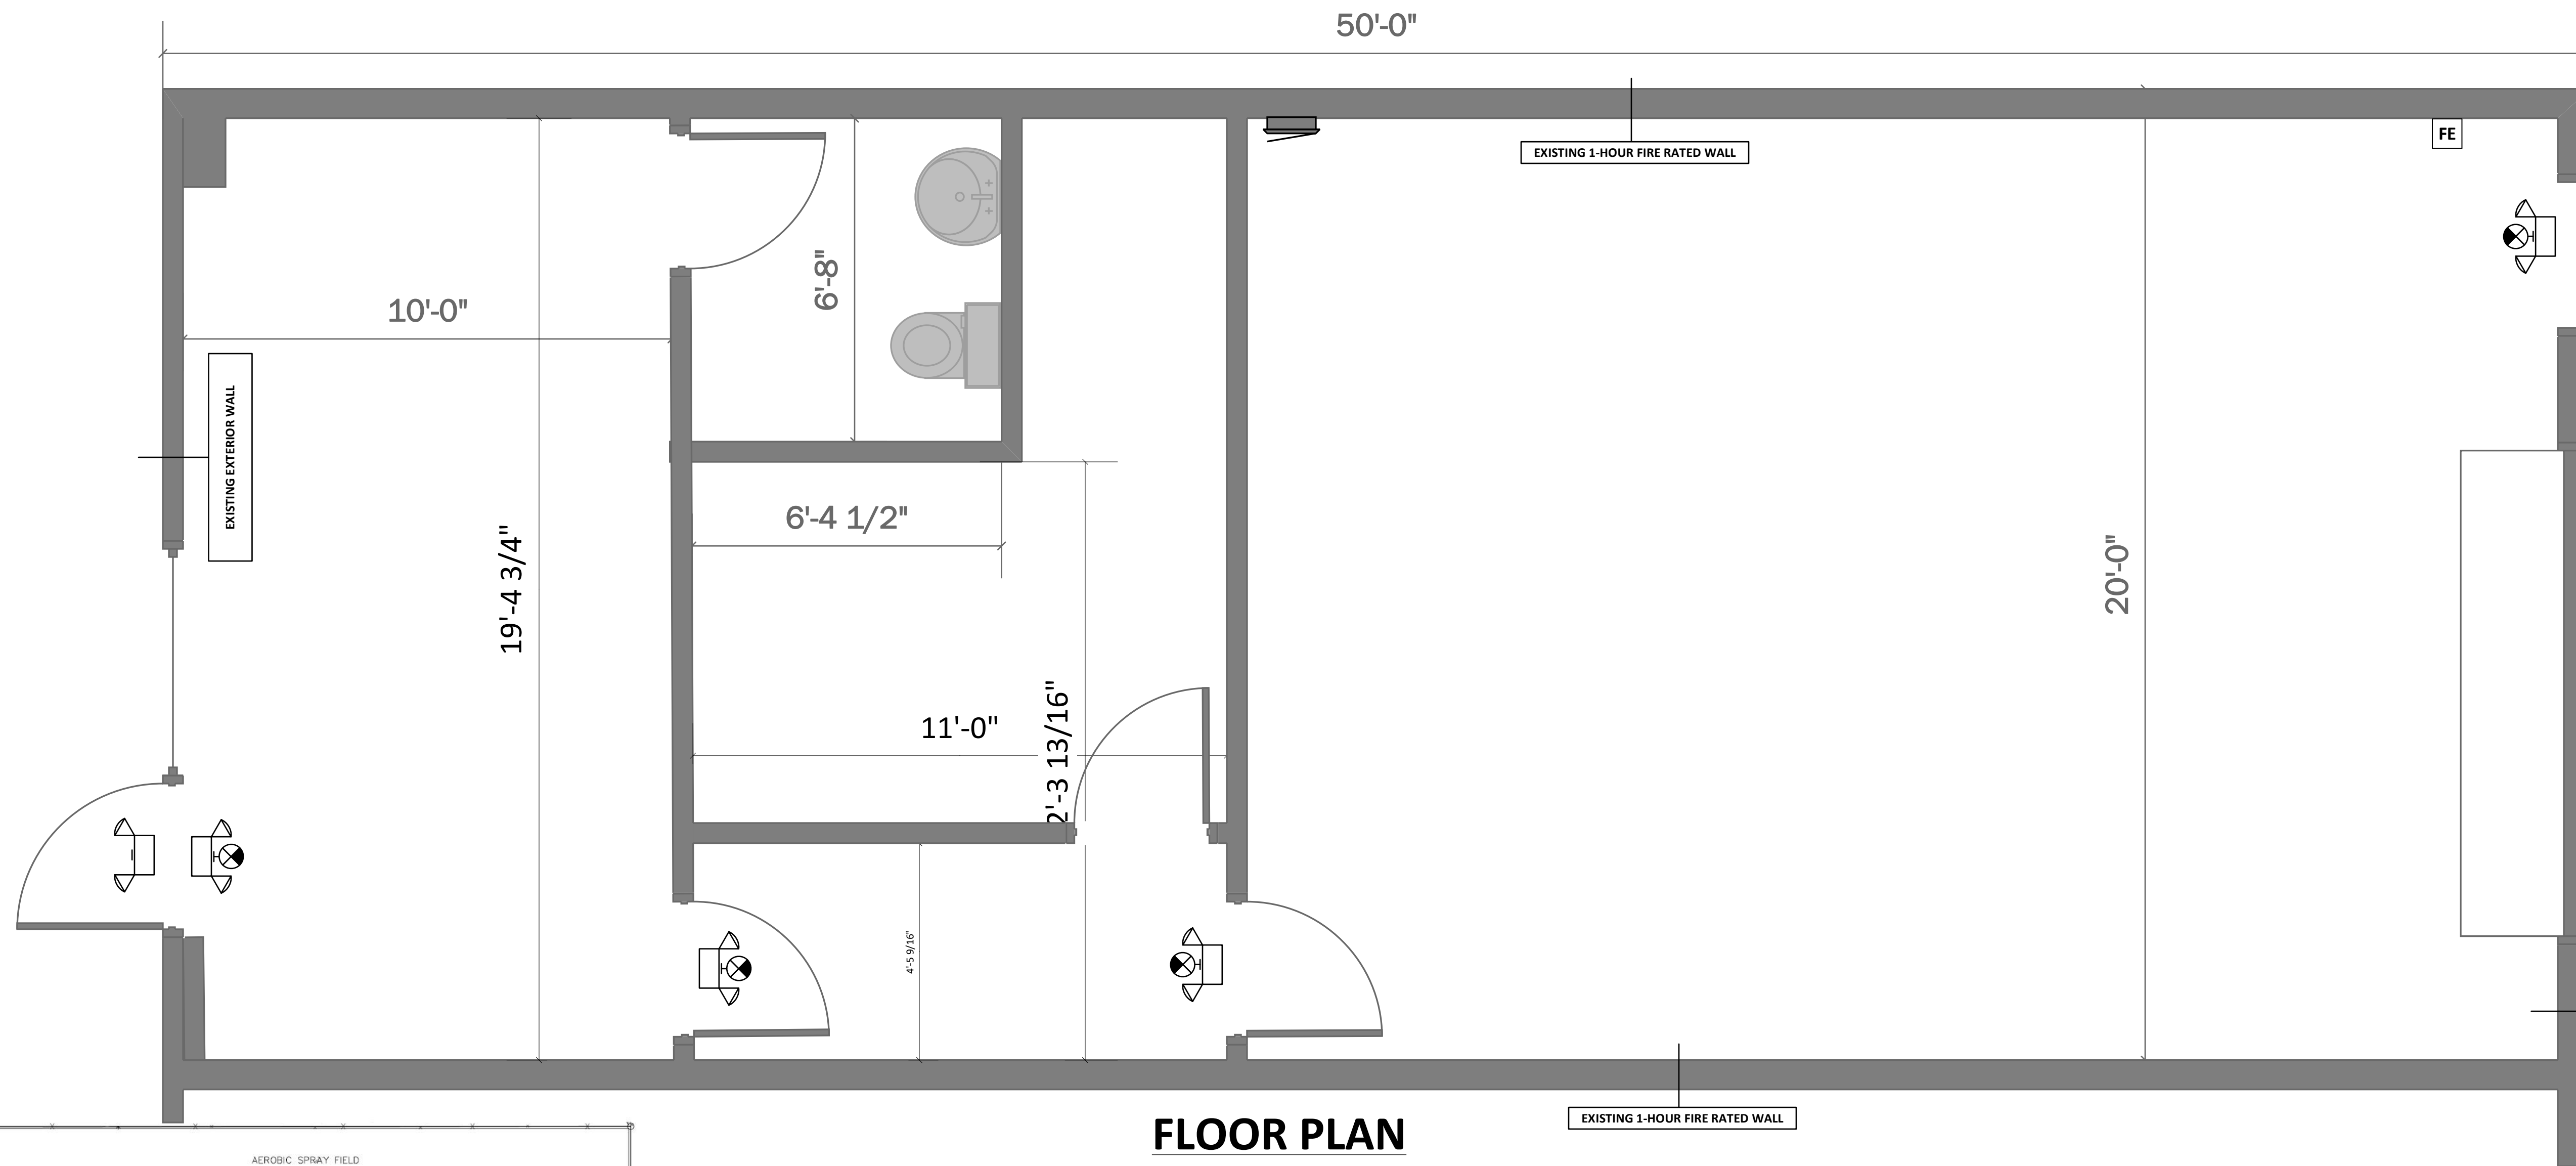 50'-0"
EXISTING 1-HOUR FIRE RATED WALL
FE
10'-0"
6'-8"
EXISTING EXTERIOR WALL
6'-4 1/2"
19'-4 3/4"
20'-0"
11'-0"
2'-3 13/16"
4'-5 9/16"
EXISTING 1-HOUR FIRE RATED WALL
FLOOR PLAN
AEROBIC SPRAY FIELD